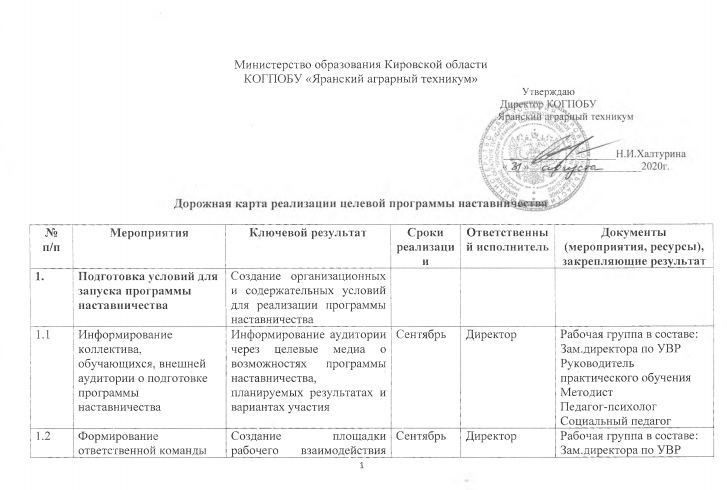 Министерство образования Кировской области
КОГПОБУ «Яранский аграрный техникум»
Утверждаю
Директор КОГПОБУ
Яранский аграрный техникум
Н.И.Халтурина
« 31 » августа 2020г.
Дорожная карта реализации целевой программы наставничества
№ п/п
Мероприятия
Ключевой результат
Сроки
реализаци
и
Ответственны
й исполнитель
Документы
(мероприятия, ресурсы),
закрепляющие результат
1.
Подготовка условий для
запуска программы
наставничества
Создание организационных
и содержательных условий
для реализации программы
наставничества
1.1
Информирование
коллектива,
обучающихся, внешней
аудитории о подготовке
программы
наставничества
Информирование аудитории
через целевые медиа о
возможностях программы
наставничества,
планируемых результатах и
вариантах участия
Сентябрь
Директор
Рабочая группа в составе:
Зам.директора по УВР
Руководитель
практического обучения
Методист
Педагог-психолог
Социальный педагог
1.2
Формирование
ответственной команды
Создание площадки
рабочего взаимодействия
Сентябрь
Директор
Рабочая группа в составе:
Зам.директора по УВР
1